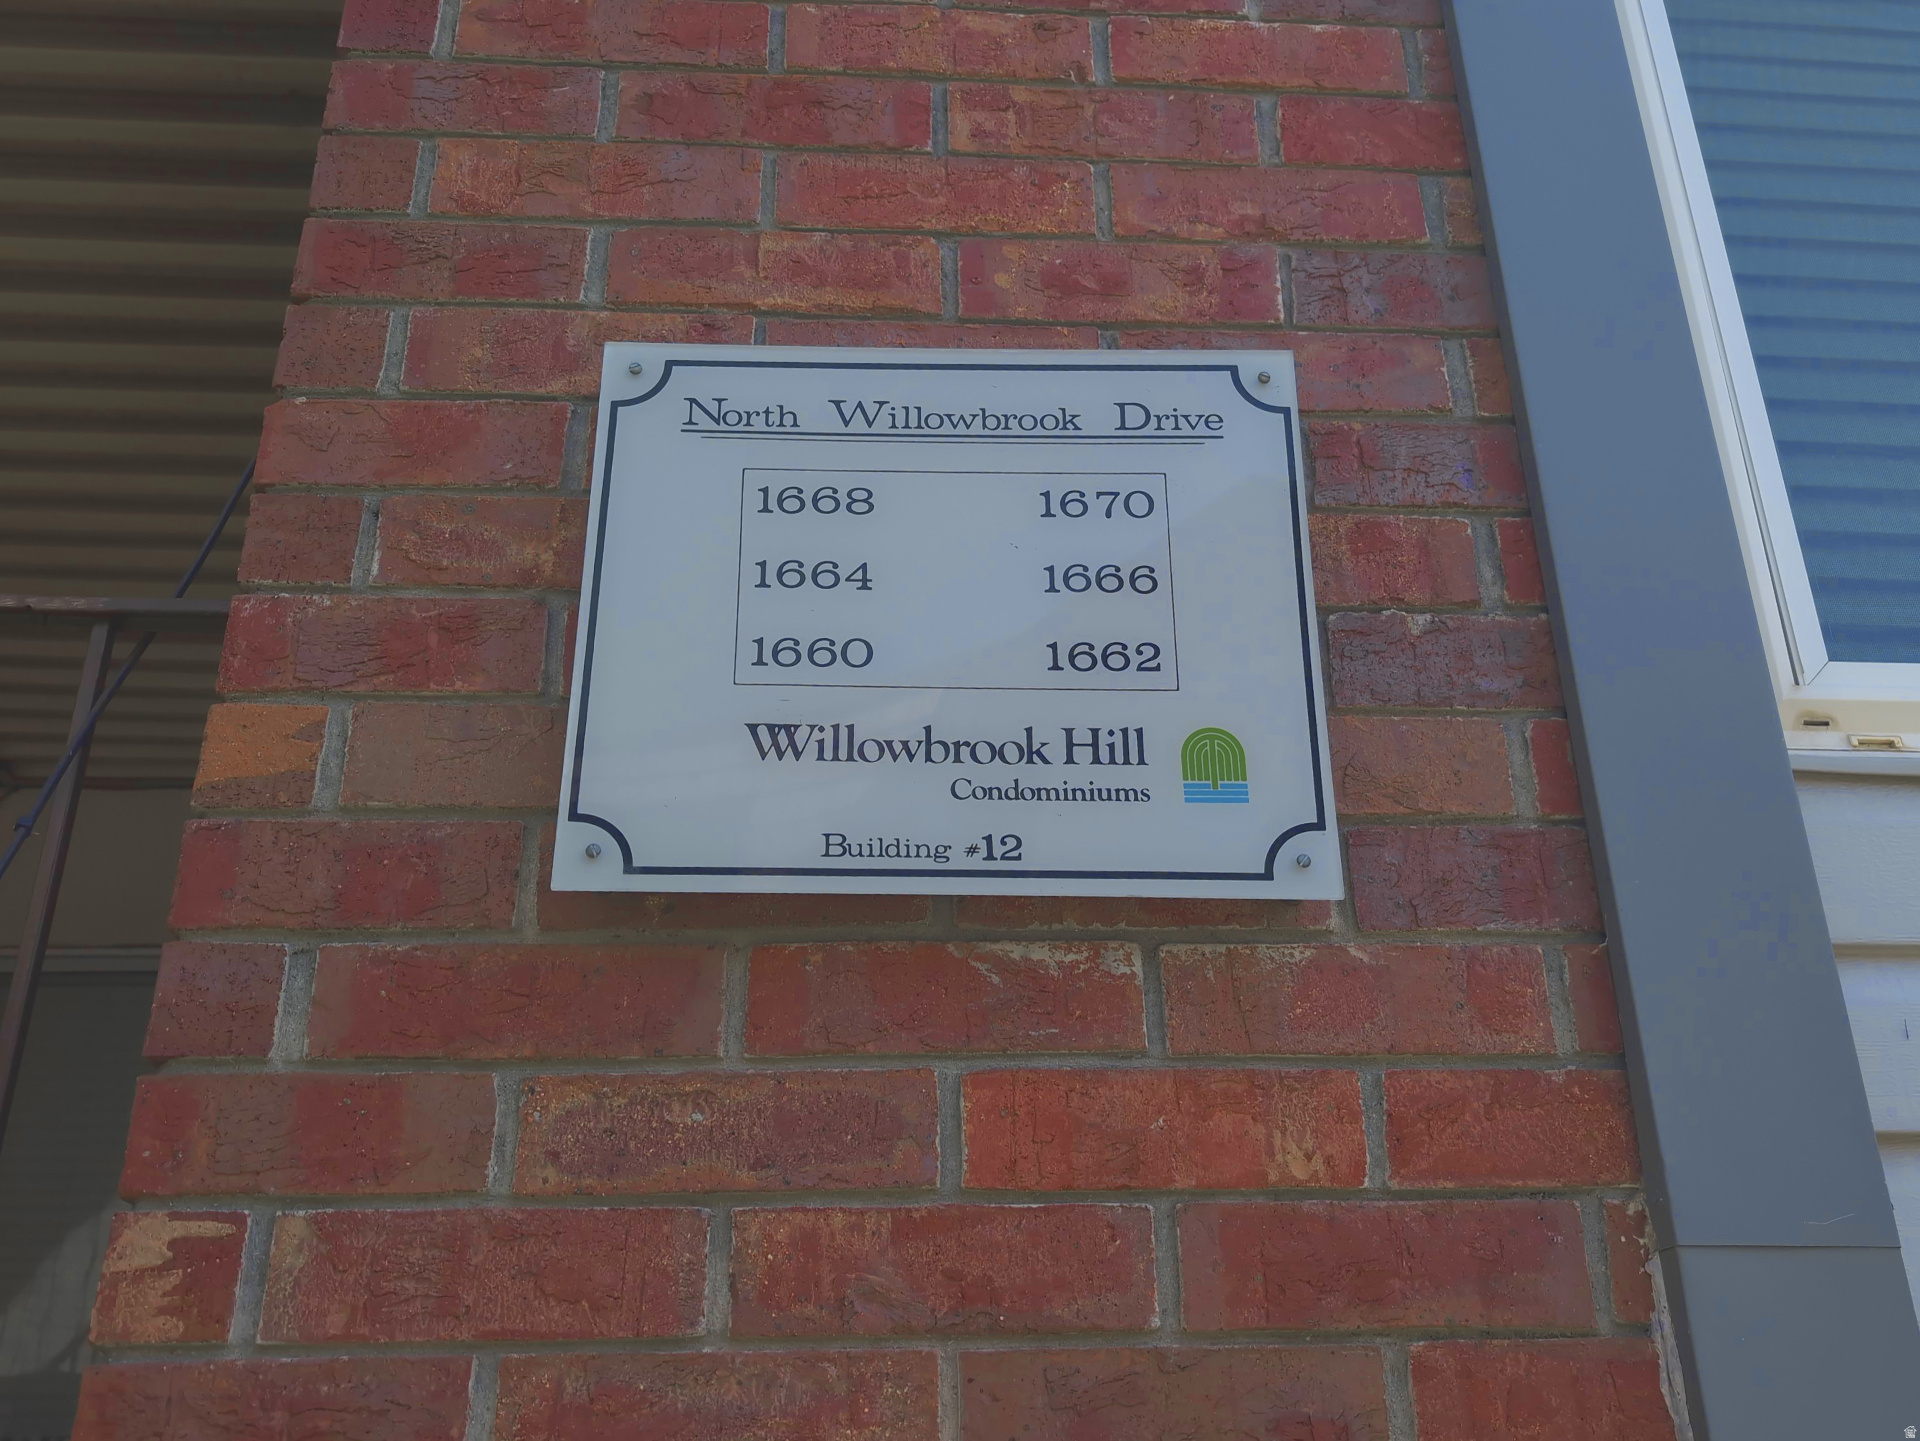 North Willowbrook Drive
1668 1670
1664 1666
1660 1662
Willowbrook Hill
Condominiums
Building #12